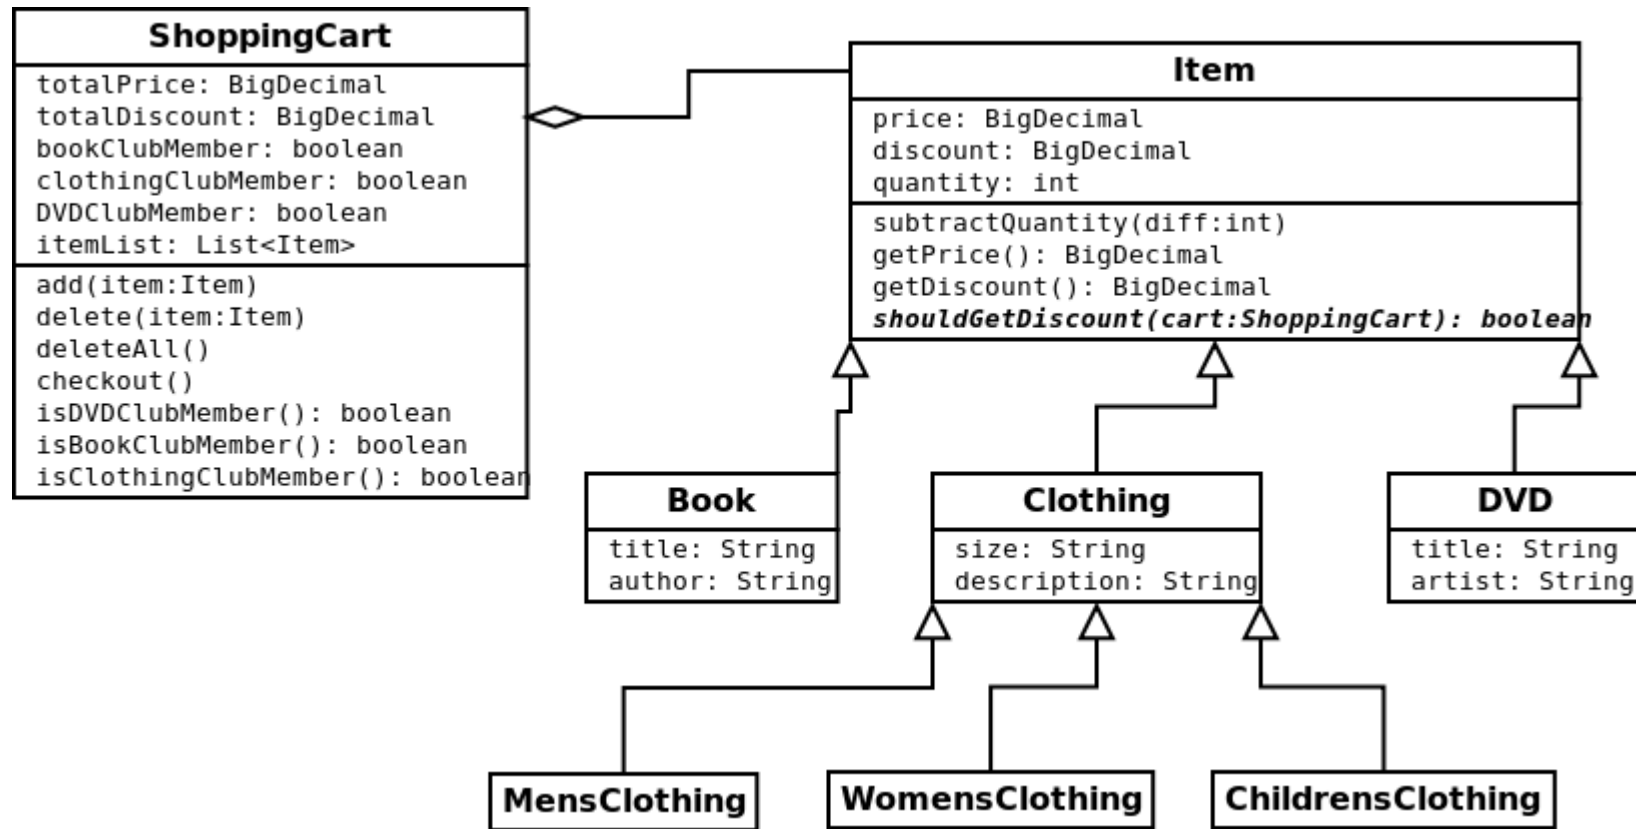 ShoppingCart
totalPrice: BigDecimal
totalDiscount: BigDecimal
bookClubMember: boolean
clothingClubMember: boolean
DVDClubMember: boolean
itemList: List<Item>
add(item:Item)
delete(item:Item)
deleteAll()
checkout()
isDVDClubMember(): boolean
isBookClubMember(): boolean
isClothingClubMember(): boolean
Item
price: BigDecimal
discount: BigDecimal
quantity: int
subtractQuantity(diff:int)
getPrice(): BigDecimal
getDiscount(): BigDecimal
shouldGetDiscount(cart:ShoppingCart): boolean
Book
title: String
author: String
Clothing
size: String
description: String
DVD
title: String
artist: String
MensClothing
WomensClothing
ChildrensClothing